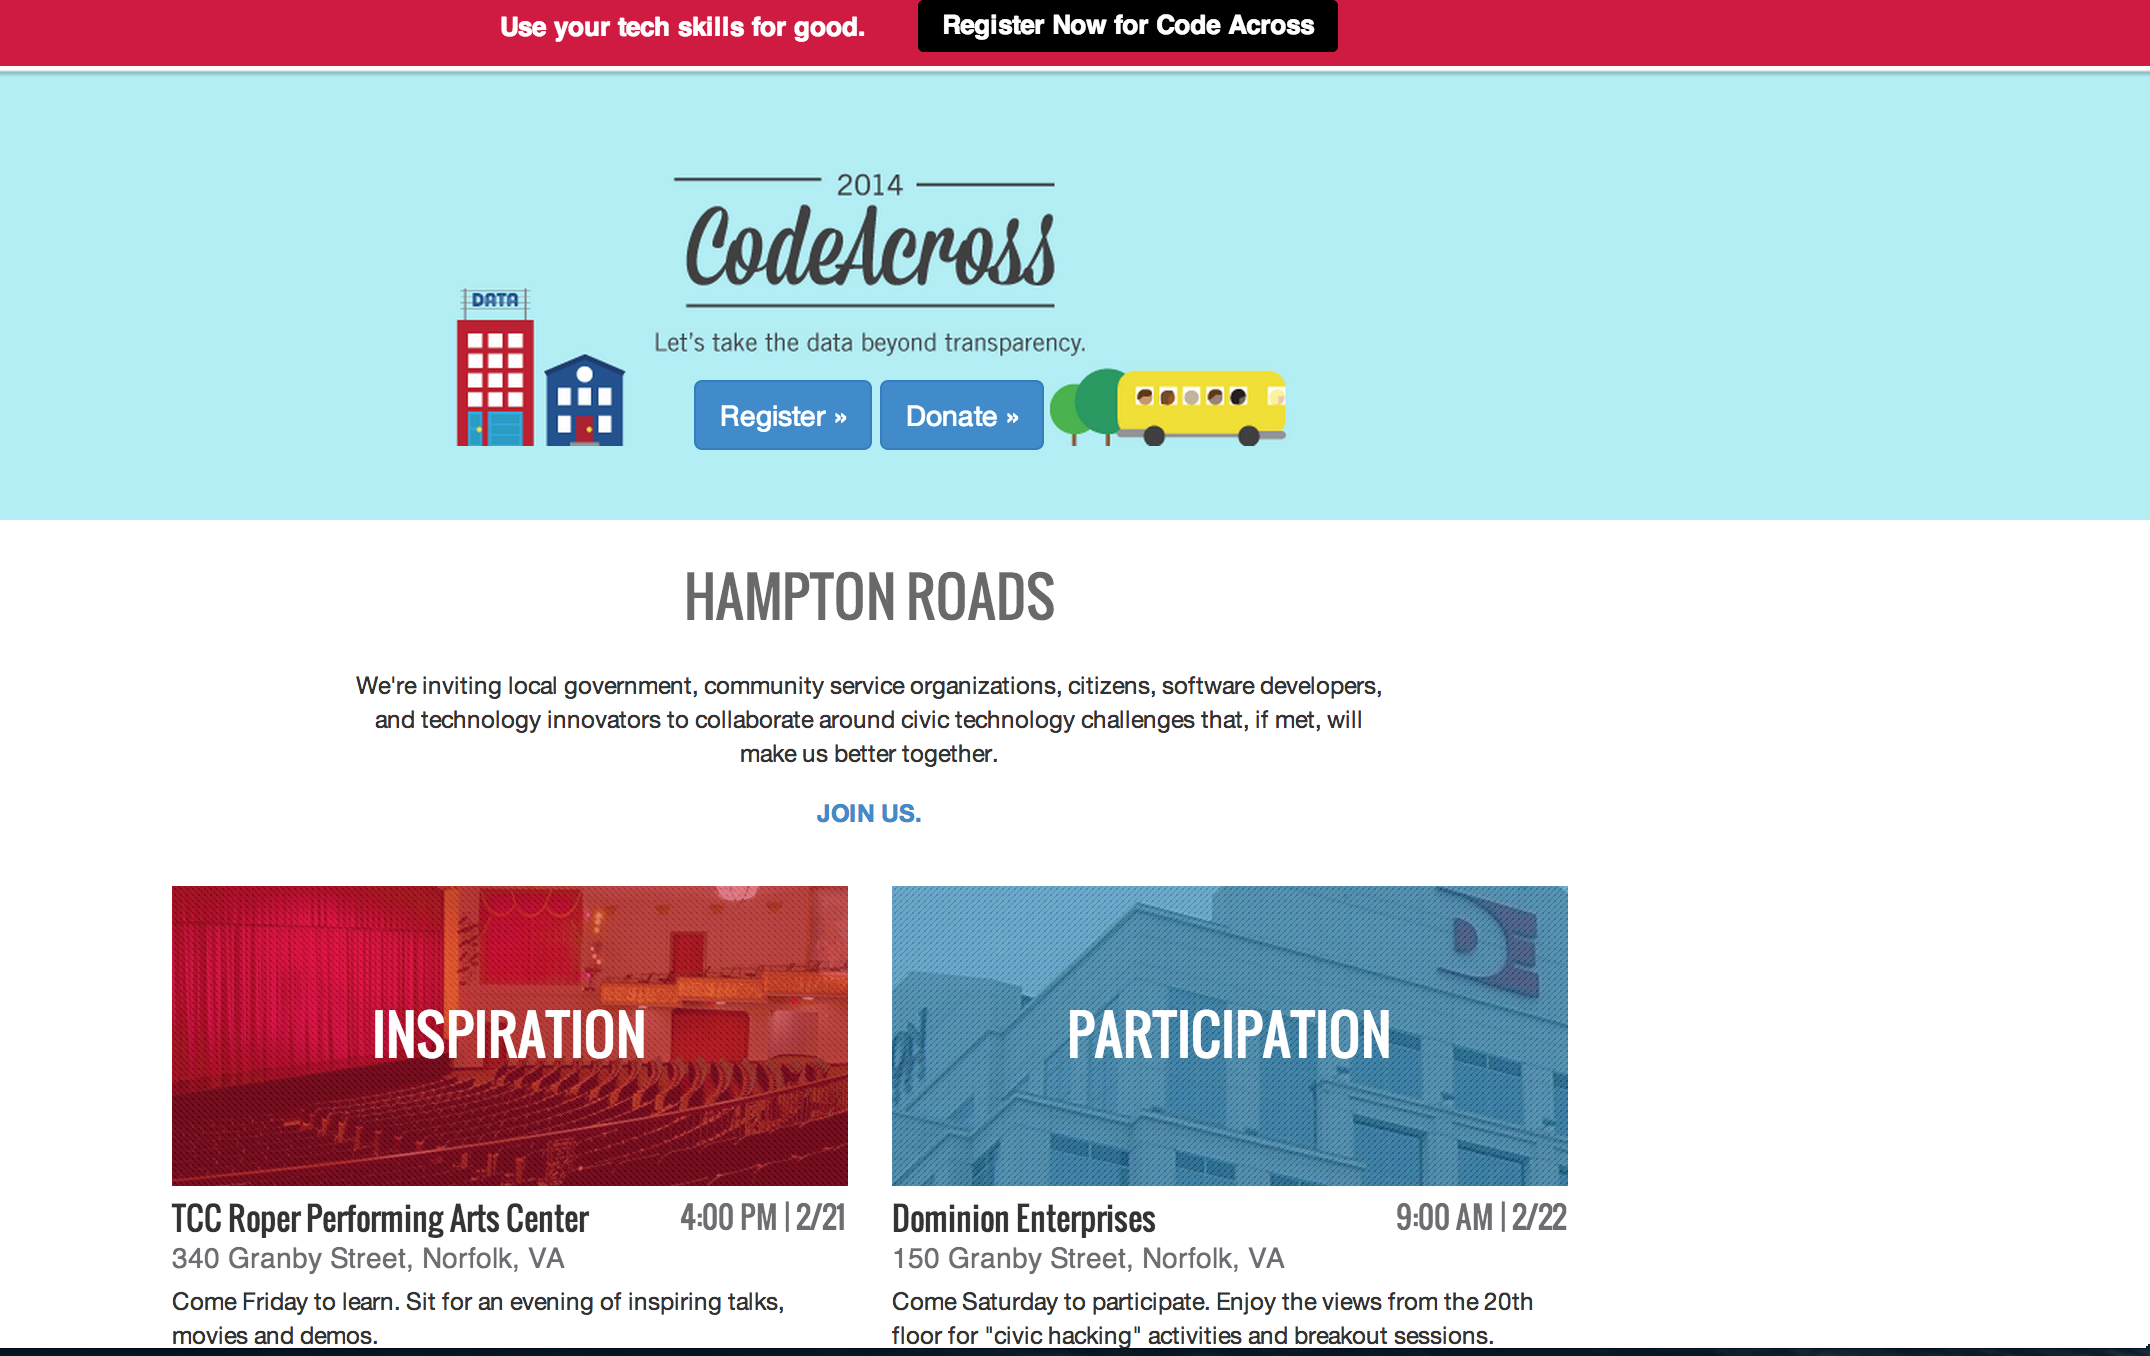 Use your tech skills for good.
Register Now for Code Across
2014
CodeAcross
DATA
Let's take the data beyond transparency.
Register »
Donate »
HAMPTON ROADS
We're inviting local government, community service organizations, citizens, software developers,
and technology innovators to collaborate around civic technology challenges that, if met, will
make us better together.
JOIN US.
INSPIRATION
TCC Roper Performing Arts Center
4:00 PM | 2/21
340 Granby Street, Norfolk, VA
Come Friday to learn. Sit for an evening of inspiring talks,
movies and demos.
PARTICIPATION
Dominion Enterprises
9:00 AM | 2/22
150 Granby Street, Norfolk, VA
Come Saturday to participate. Enjoy the views from the 20th
floor for "civic hacking" activities and breakout sessions.